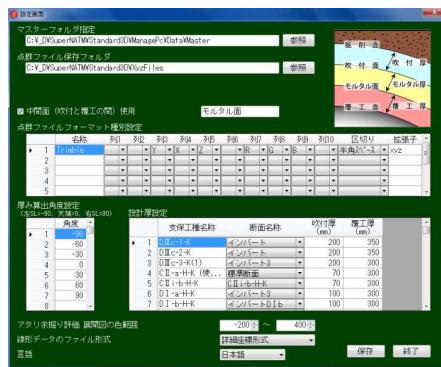 設定画面
マスターフォルダ指定
C:¥_D¥SuperNATM¥Standard3D¥ManagePc¥Data¥Master 参照
点群ファイル保存フォルダ
C:¥_D¥SuperNATM¥Standard3D¥XyzFiles 参照
掘 削 面
吹 付 面 吹 付 厚
モルタル面 モルタル厚
覆 工 面 覆 工 厚
中間面（吹付と覆工の間）使用 モルタル面
点群ファイルフォーマット種別設定
名称 列1 列2 列3 列4 列5 列6 列7 列8 列9 列10 区切り 拡張子
1 Trimble Y X Z R G B 半角スペース xyz
2
3
4
5
厚み算出角度設定 設計厚設定
(左SL=-90、天端=0、右SL=90)
角度 支保工種名称 断面名称 吹付厚(mm) 覆工厚(mm)
1 -90 1 DⅢc-1-K インバート 200 350
2 -60 2 DⅢc-2-K インバート 200 350
3 -30 3 DⅢc-3-K(1) インバート3 200 350
4 0 4 CⅡ-a-H-K (使... 標準断面 70 300
5 30 5 CⅡi-b-H-K CⅡi-b-H-K 70 300
6 60 6 DⅠ-a-H-K インバート3 100 300
7 90 7 DⅠ-b-H-K インバートDⅠb 100 300
8
アタリ余掘り評価 展開図の色範囲 -200 ～ 400
線形データのファイル形式 詳細座標形式
言語 日本語 保存 終了